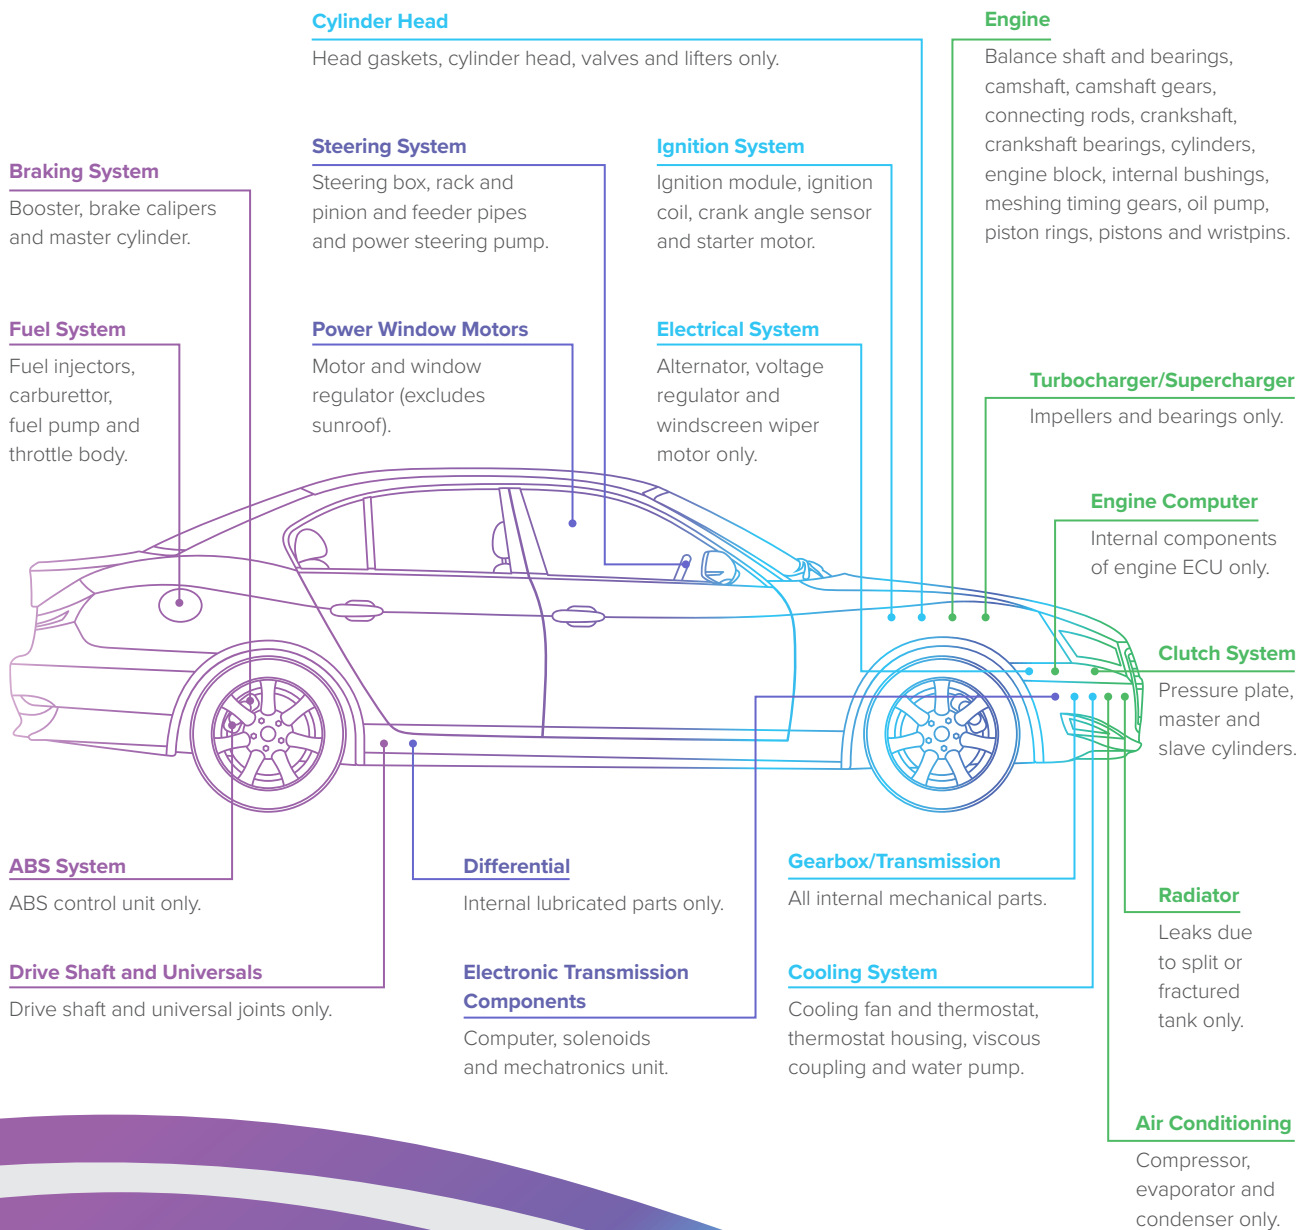 Cylinder Head
Head gaskets, cylinder head, valves and lifters only.
Engine
Balance shaft and bearings,
camshaft, camshaft gears,
connecting rods, crankshaft,
crankshaft bearings, cylinders,
engine block, internal bushings,
meshing timing gears, oil pump,
piston rings, pistons and wristpins.
Braking System
Booster, brake calipers
and master cylinder.
Steering System
Steering box, rack and
pinion and feeder pipes
and power steering pump.
Ignition System
Ignition module, ignition
coil, crank angle sensor
and starter motor.
Fuel System
Fuel injectors,
carburettor,
fuel pump and
throttle body.
Power Window Motors
Motor and window
regulator (excludes
sunroof).
Electrical System
Alternator, voltage
regulator and
windscreen wiper
motor only.
Turbocharger/Supercharger
Impellers and bearings only.
Engine Computer
Internal components
of engine ECU only.
Clutch System
Pressure plate,
master and
slave cylinders.
ABS System
ABS control unit only.
Differential
Internal lubricated parts only.
Gearbox/Transmission
All internal mechanical parts.
Radiator
Leaks due
to split or
fractured
tank only.
Drive Shaft and Universals
Drive shaft and universal joints only.
Electronic Transmission
Components
Computer, solenoids
and mechatronics unit.
Cooling System
Cooling fan and thermostat,
thermostat housing, viscous
coupling and water pump.
Air Conditioning
Compressor,
evaporator and
condenser only.